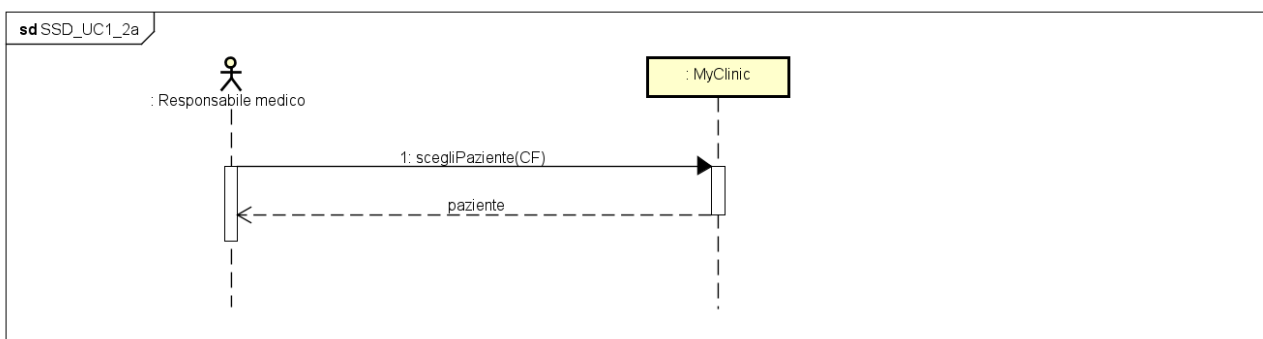 sd SSD_UC1_2a
: Responsabile medico
: MyClinic
1: scegliPaziente(CF)
paziente